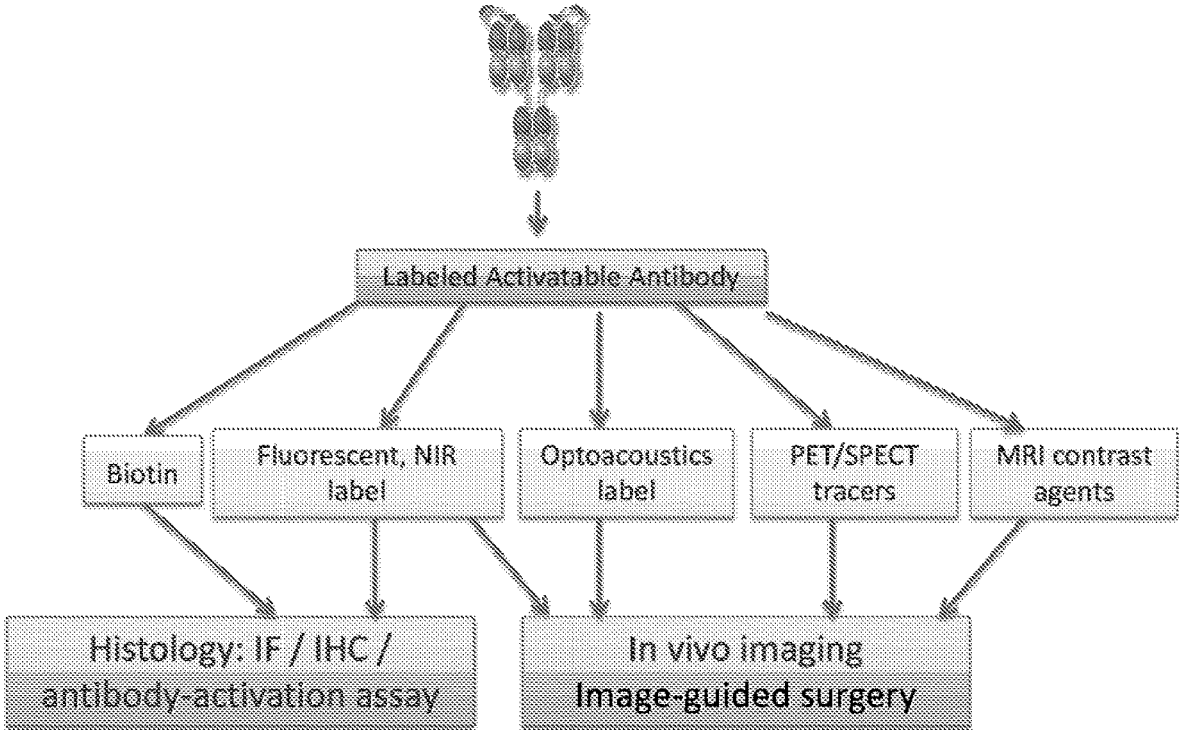 Labeled Activatable Antibody
Biotin
Fluorescent, NIR
label
Optoacoustics
label
PET/SPECT
tracers
MRI contrast
agents
Histology: IF / IHC /
antibody-activation assay
In vivo imaging
Image-guided surgery